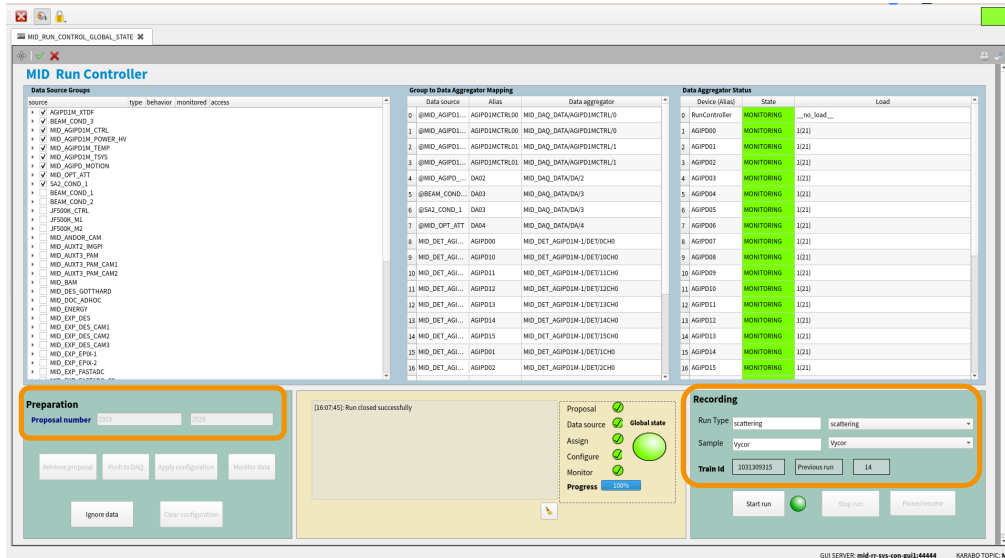 MID_RUN_CONTROL_GLOBAL_STATE
MID Run Controller
Data Source Groups
source type behavior monitored access
AGIPD1M_XTDF
BEAM_COND_3
MID_AGIPD1M_CTRL
MID_AGIPD1M_POWER_HV
MID_AGIPD1M_TEMP
MID_AGIPD1M_TSYS
MID_AGIPD_MOTION
MID_OPT_ATT
SA2_COND_1
BEAM_COND_1
BEAM_COND_2
JF500K_CTRL
JF500K_M1
JF500K_M2
MID_ANDOR_CAM
MID_AUXT2_IMGPI
MID_AUXT3_PAM
MID_AUXT3_PAM_CAM1
MID_AUXT3_PAM_CAM2
MID_BAM
MID_DES_GOTTHARD
MID_DOC_ADHOC
MID_ENERGY
MID_EXP_DES
MID_EXP_DES_CAM1
MID_EXP_DES_CAM2
MID_EXP_DES_CAM3
MID_EXP_EPIX-1
MID_EXP_EPIX-2
MID_EXP_FASTADC
Group to Data Aggregator Mapping
Data source Alias Data aggregator
0 @MID_AGIPD1... AGIPD1MCTRL00 MID_DAQ_DATA/AGIPD1MCTRL/0
1 @MID_AGIPD1... AGIPD1MCTRL00 MID_DAQ_DATA/AGIPD1MCTRL/0
2 @MID_AGIPD1... AGIPD1MCTRL01 MID_DAQ_DATA/AGIPD1MCTRL/1
3 @MID_AGIPD1... AGIPD1MCTRL01 MID_DAQ_DATA/AGIPD1MCTRL/1
4 @MID_AGIPD_... DA02 MID_DAQ_DATA/DA/2
5 @BEAM_COND... DA03 MID_DAQ_DATA/DA/3
6 @SA2_COND_1 DA03 MID_DAQ_DATA/DA/3
7 @MID_OPT_ATT DA04 MID_DAQ_DATA/DA/4
8 MID_DET_AGI... AGIPD00 MID_DET_AGIPD1M-1/DET/0CH0
9 MID_DET_AGI... AGIPD10 MID_DET_AGIPD1M-1/DET/10CH0
10 MID_DET_AGI... AGIPD11 MID_DET_AGIPD1M-1/DET/11CH0
11 MID_DET_AGI... AGIPD12 MID_DET_AGIPD1M-1/DET/12CH0
12 MID_DET_AGI... AGIPD13 MID_DET_AGIPD1M-1/DET/13CH0
13 MID_DET_AGI... AGIPD14 MID_DET_AGIPD1M-1/DET/14CH0
14 MID_DET_AGI... AGIPD15 MID_DET_AGIPD1M-1/DET/15CH0
15 MID_DET_AGI... AGIPD01 MID_DET_AGIPD1M-1/DET/1CH0
16 MID_DET_AGI... AGIPD02 MID_DET_AGIPD1M-1/DET/2CH0
Data Aggregator Status
Device (Alias) State Load
0 RunController MONITORING __no_load__
1 AGIPD00 MONITORING 1(21)
2 AGIPD01 MONITORING 1(21)
3 AGIPD02 MONITORING 1(21)
4 AGIPD03 MONITORING 1(21)
5 AGIPD04 MONITORING 1(21)
6 AGIPD05 MONITORING 1(21)
7 AGIPD06 MONITORING 1(21)
8 AGIPD07 MONITORING 1(21)
9 AGIPD08 MONITORING 1(21)
10 AGIPD09 MONITORING 1(21)
11 AGIPD10 MONITORING 1(21)
12 AGIPD11 MONITORING 1(21)
13 AGIPD12 MONITORING 1(21)
14 AGIPD13 MONITORING 1(21)
15 AGIPD14 MONITORING 1(21)
16 AGIPD15 MONITORING 1(21)
Preparation
Proposal number 2929 2929
Retrieve proposal Push to DAQ Apply configuration Monitor data
Ignore data Clear configuration
[16:07:45]: Run closed successfully
Proposal
Data source Global state
Assign
Configure
Monitor
Progress 100%
Recording
Run Type scattering scattering
Sample Vycor Vycor
Train Id 1031309315 Previous run 14
Start run Stop run Pause/resume
GUI SERVER: mid-rr-sys-con-gui1:44444 KARABO TOPIC: